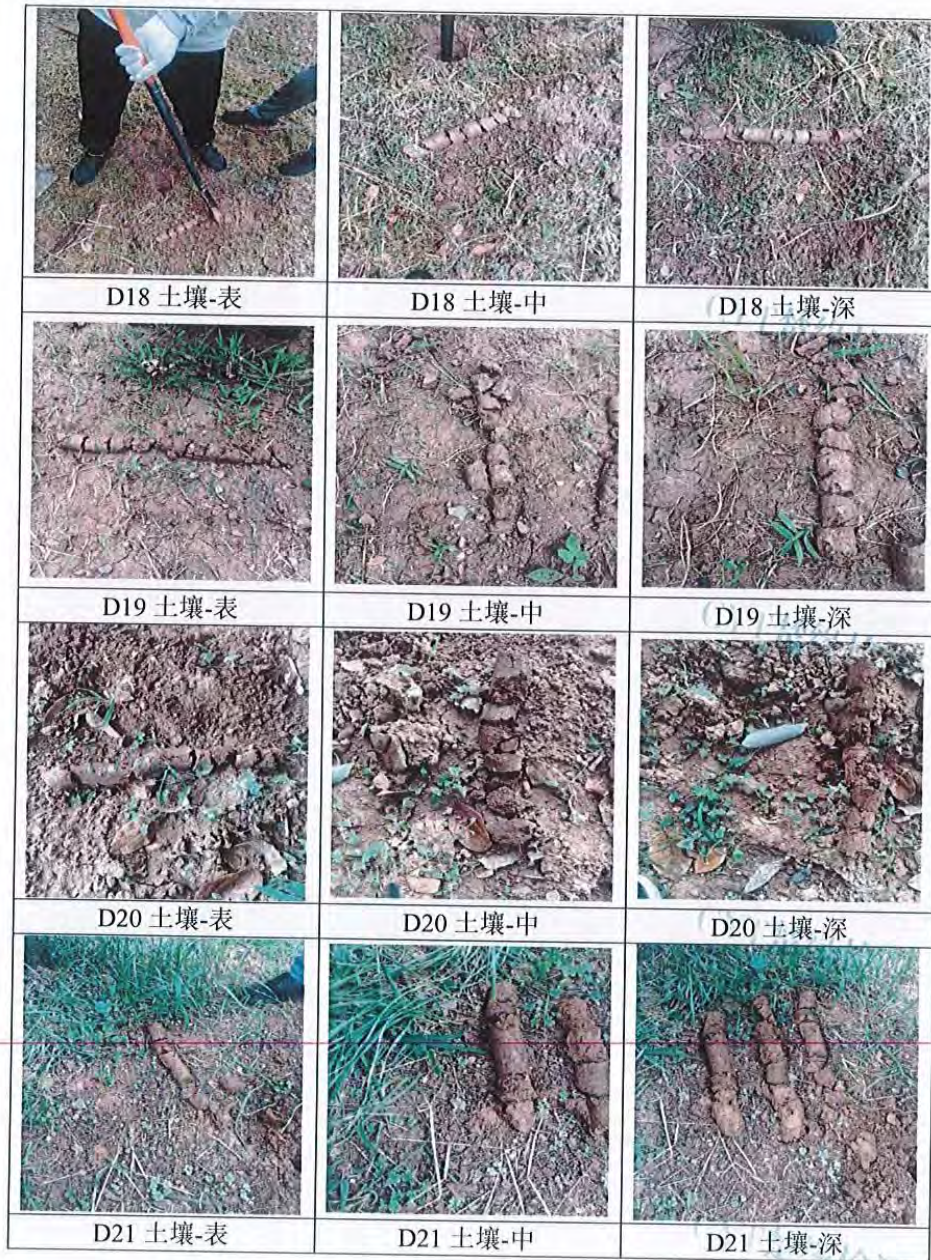 D18 土壤-表
D18 土壤-中
D18 土壤-深
D19 土壤-表
D19 土壤-中
D19 土壤-深
D20 土壤-表
D20 土壤-中
D20 土壤-深
D21 土壤-表
D21 土壤-中
D21 土壤-深